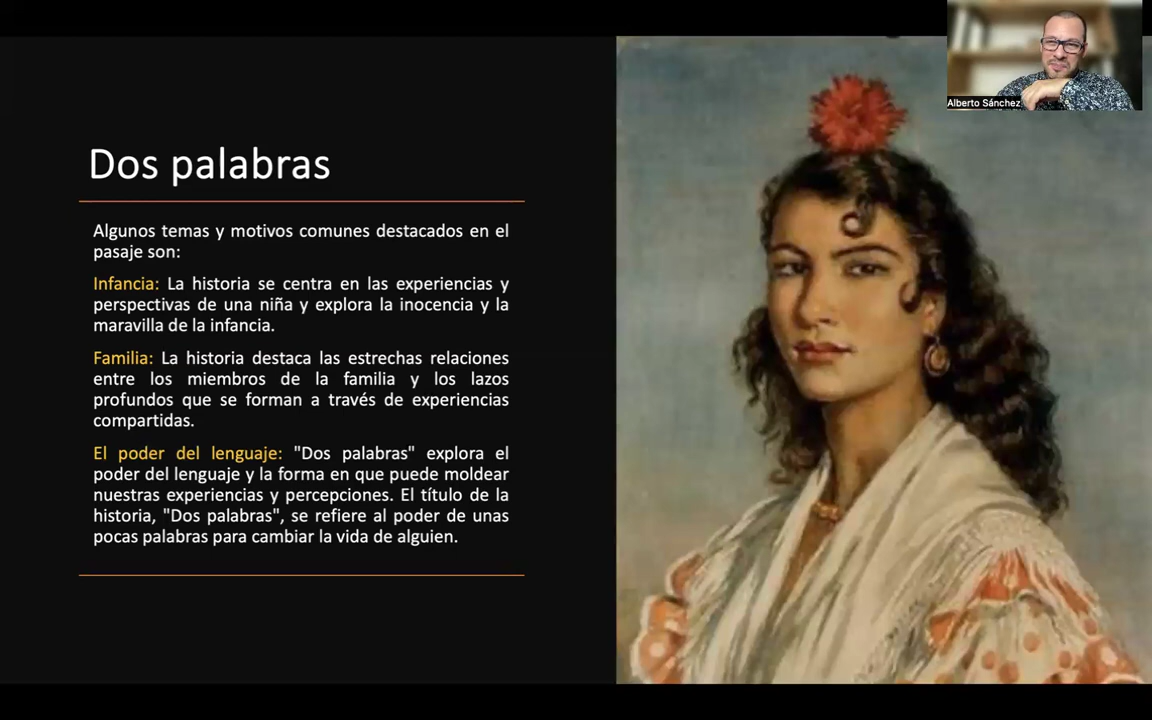 Dos palabras
Algunos temas y motivos comunes destacados en el
pasaje son:
Infancia: La historia se centra en las experiencias y
perspectivas de una niña y explora la inocencia y la
maravilla de la infancia.
Familia: La historia destaca las estrechas relaciones
entre los miembros de la familia y los lazos
profundos que se forman a través de experiencias
compartidas.
El poder del lenguaje: "Dos palabras" explora el
poder del lenguaje y la forma en que puede moldear
nuestras experiencias y percepciones. El título de la
historia, "Dos palabras", se refiere al poder de unas
pocas palabras para cambiar la vida de alguien.
Alberto Sánchez